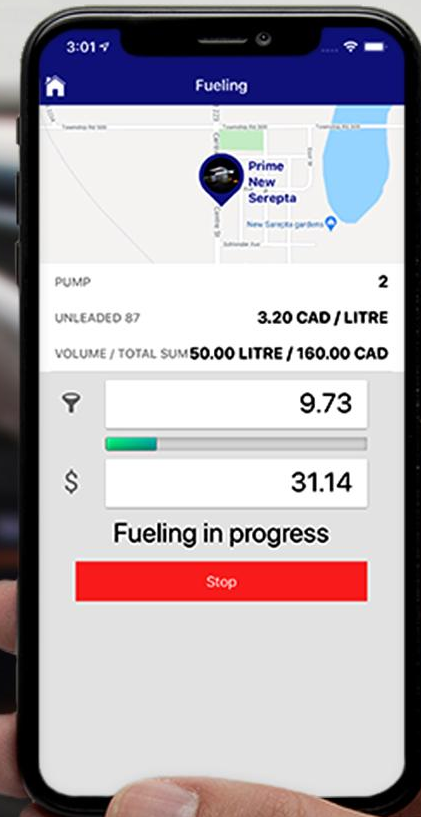 3:01
Fueling
Township Rd
Township Rd
Prime
New
Serepta
New Sarepta gardens
Centre St
PUMP 2
UNLEADED 87 3.20 CAD / LITRE
VOLUME / TOTAL SUM 50.00 LITRE / 160.00 CAD
9.73
$ 31.14
Fueling in progress
Stop